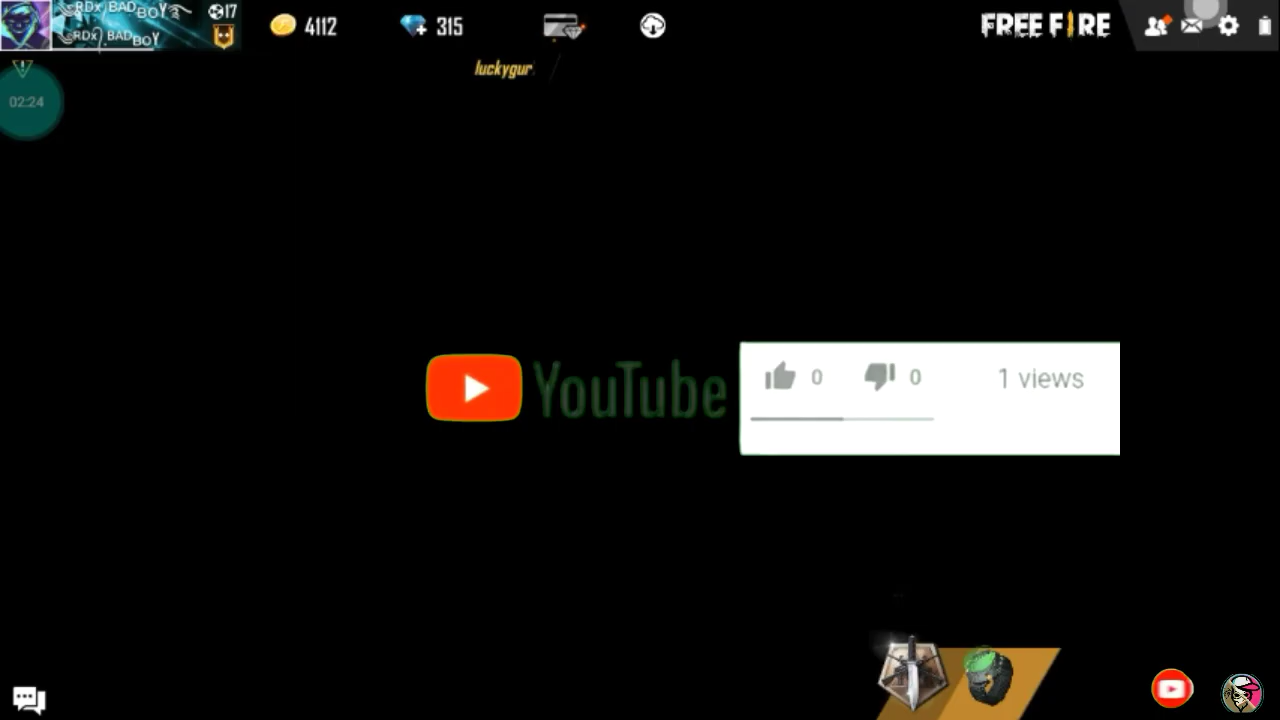 RDx BAD BOY
17
4112
315
FREE FIRE
RDx) BAD BOY
luckygur
02:24
YouTube
0
0
1 views